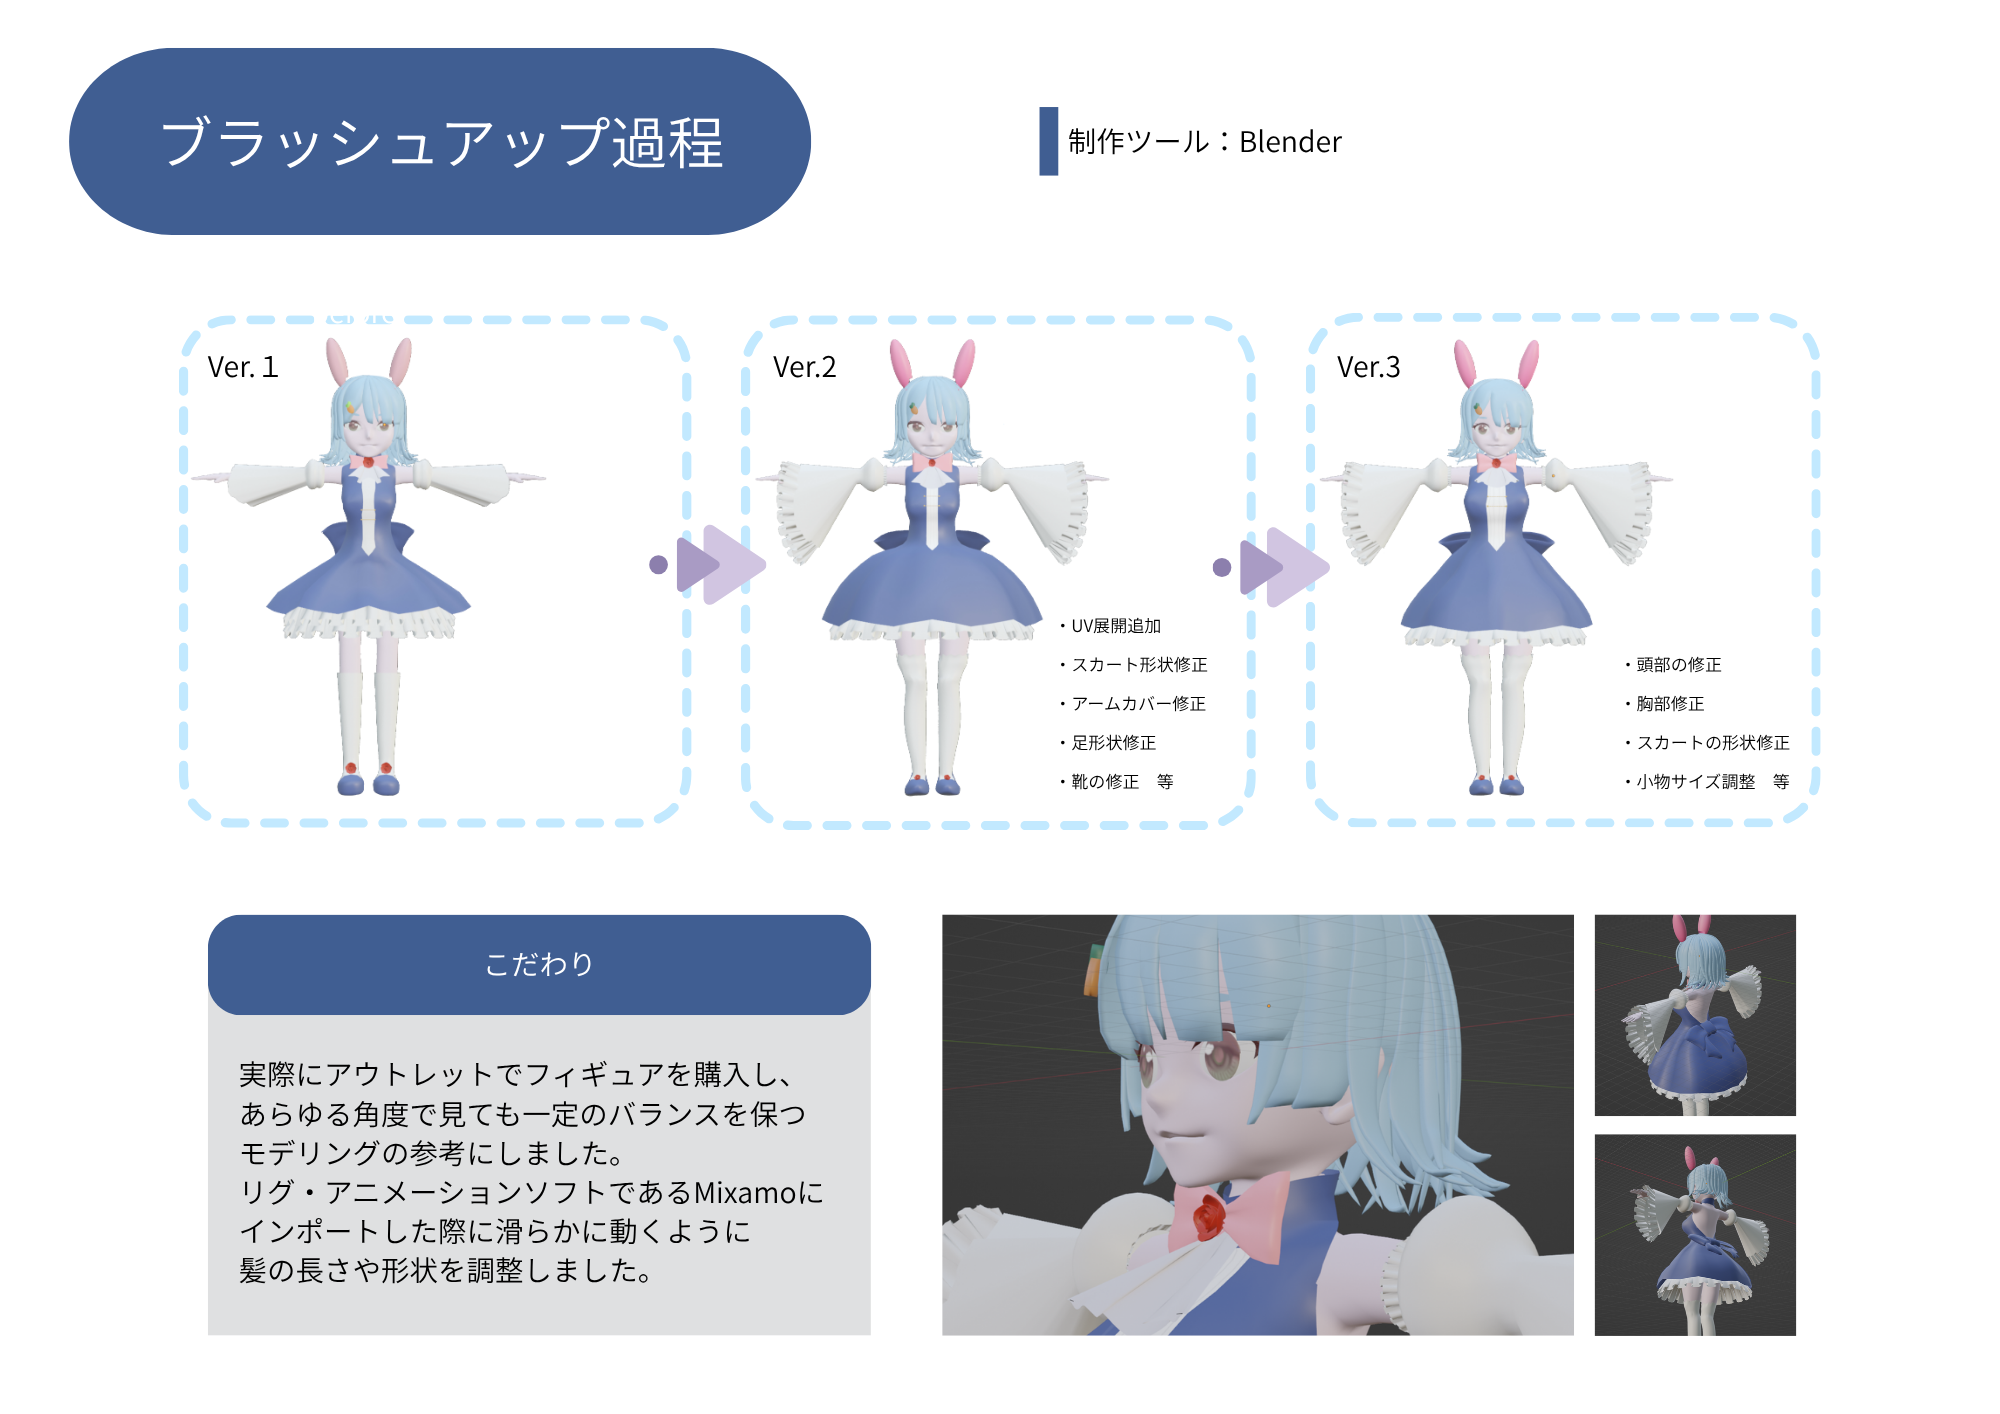 ブラッシュアップ過程
制作ツール：Blender
Ver. 1
Ver.2
・UV展開追加
・スカート形状修正
・アームカバー修正
・足形状修正
・靴の修正　等
Ver.3
・頭部の修正
・胸部修正
・スカートの形状修正
・小物サイズ調整　等
こだわり
実際にアウトレットでフィギュアを購入し、
あらゆる角度で見ても一定のバランスを保つ
モデリングの参考にしました。
リグ・アニメーションソフトであるMixamoに
インポートした際に滑らかに動くように
髪の長さや形状を調整しました。